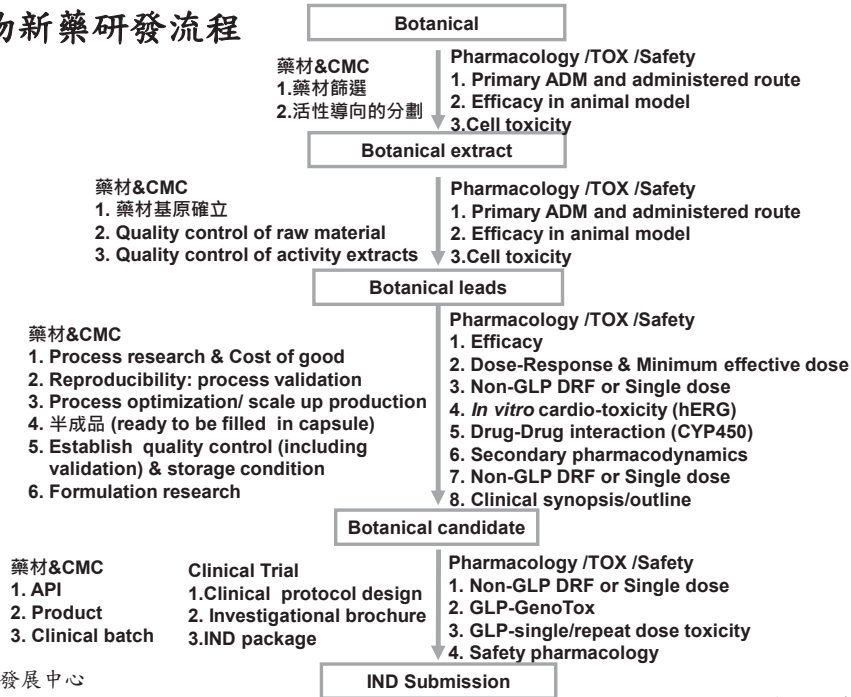 物新藥研發流程
Botanical
藥材&CMC
1.藥材篩選
2.活性導向的分劃
Pharmacology /TOX /Safety
1. Primary ADM and administered route
2. Efficacy in animal model
3.Cell toxicity
Botanical extract
藥材&CMC
1. 藥材基原確立
2. Quality control of raw material
3. Quality control of activity extracts
Pharmacology /TOX /Safety
1. Primary ADM and administered route
2. Efficacy in animal model
3.Cell toxicity
Botanical leads
藥材&CMC
1. Process research & Cost of good
2. Reproducibility: process validation
3. Process optimization/ scale up production
4. 半成品 (ready to be filled in capsule)
5. Establish quality control (including
validation) & storage condition
6. Formulation research
Pharmacology /TOX /Safety
1. Efficacy
2. Dose-Response & Minimum effective dose
3. Non-GLP DRF or Single dose
4. In vitro cardio-toxicity (hERG)
5. Drug-Drug interaction (CYP450)
6. Secondary pharmacodynamics
7. Non-GLP DRF or Single dose
8. Clinical synopsis/outline
Botanical candidate
藥材&CMC
1. API
2. Product
3. Clinical batch
Clinical Trial
1.Clinical protocol design
2. Investigational brochure
3.IND package
Pharmacology /TOX /Safety
1. Non-GLP DRF or Single dose
2. GLP-GenoTox
3. GLP-single/repeat dose toxicity
4. Safety pharmacology
IND Submission
發展中心